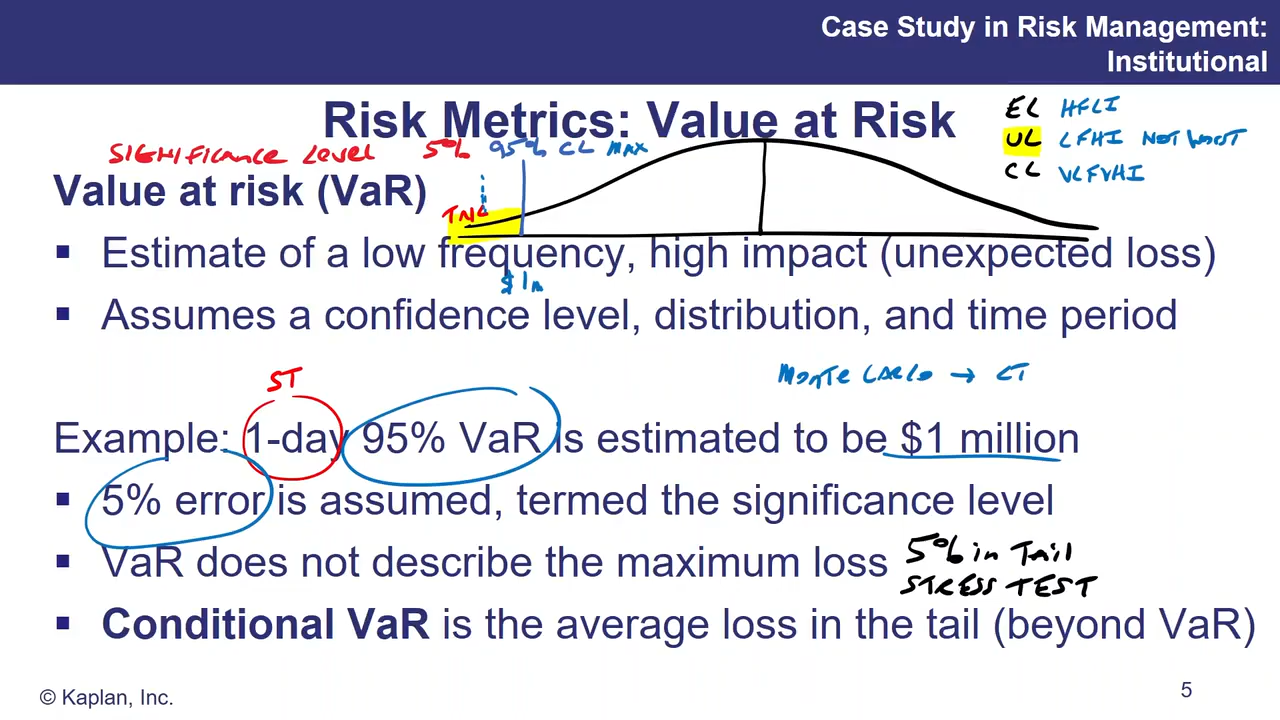 Case Study in Risk Management:
Institutional
Risk Metrics: Value at Risk
EL HFLI
UL LFHI NOT WORST
CL VLFVHI
SIGNIFICANCE LEVEL 5% 95% CL MAX
Value at risk (VaR)
▪ Estimate of a low frequency, high impact (unexpected loss)
$1m
▪ Assumes a confidence level, distribution, and time period
ST
MONTE CARLO → LT
Example: 1-day 95% VaR is estimated to be $1 million
▪ 5% error is assumed, termed the significance level
▪ VaR does not describe the maximum loss 5% in Tail
STRESS TEST
▪ Conditional VaR is the average loss in the tail (beyond VaR)
© Kaplan, Inc.
5